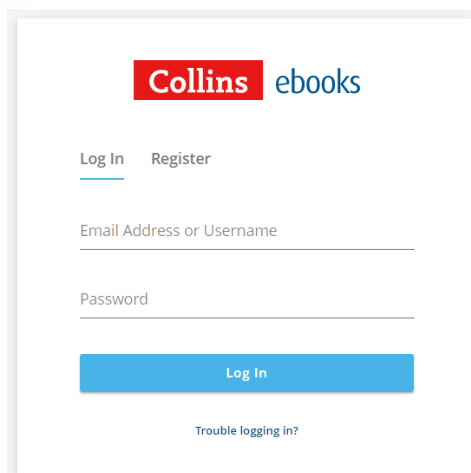 Collins ebooks
Log In Register
Email Address or Username
Password
Log In
Trouble logging in?